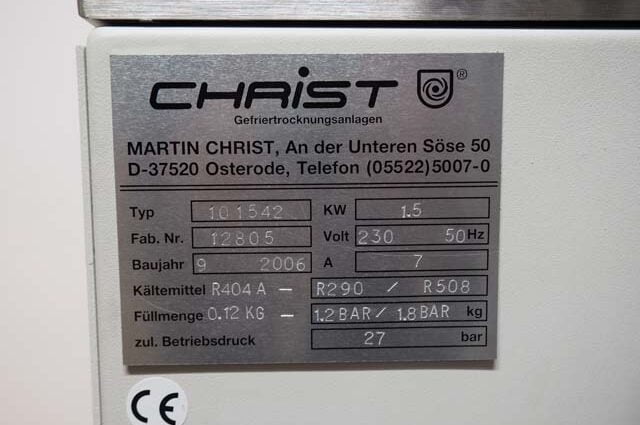 CHRIST ®
Gefriertrocknungsanlagen
MARTIN CHRIST, An der Unteren Söse 50
D-37520 Osterode, Telefon (05522)5007-0
Typ 101542 KW 1.5
Fab. Nr. 12805 Volt 230 50 Hz
Baujahr 9 2006 A 7
Kältemittel R404A - R290 / R508
Füllmenge 0.12 KG - 1.2 BAR / 1.8 BAR kg
zul. Betriebsdruck 27 bar
CE